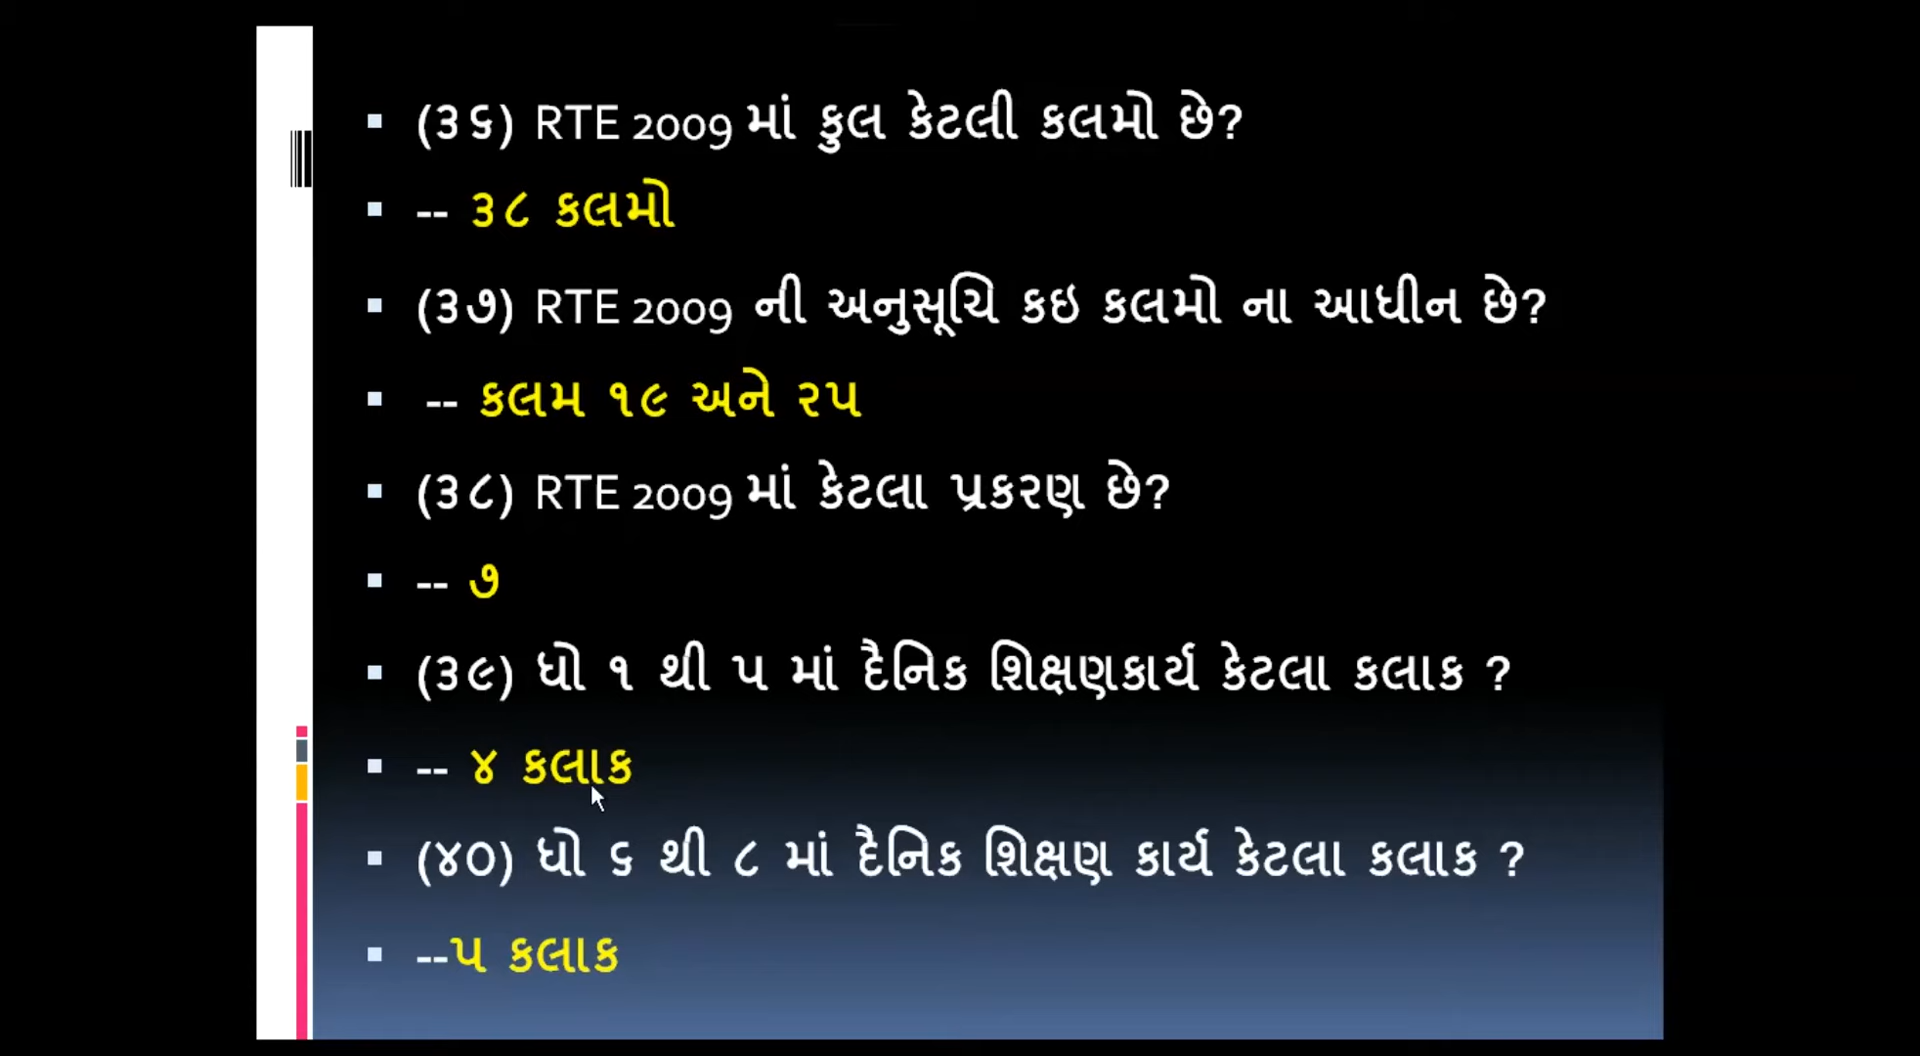 (૩૬) RTE 2009 માં કુલ કેટલી કલમો છે?
-- ૩૮ કલમો
(૩૭) RTE 2009 ની અનુસૂચિ કઇ કલમો ના આધીન છે?
-- કલમ ૧૯ અને ૨૫
(૩૮) RTE 2009 માં કેટલા પ્રકરણ છે?
-- ૭
(૩૯) ધો ૧ થી ૫ માં દૈનિક શિક્ષણકાર્ય કેટલા કલાક ?
-- ૪ કલાક
(૪૦) ધો ૬ થી ૮ માં દૈનિક શિક્ષણ કાર્ય કેટલા કલાક ?
--૫ કલાક